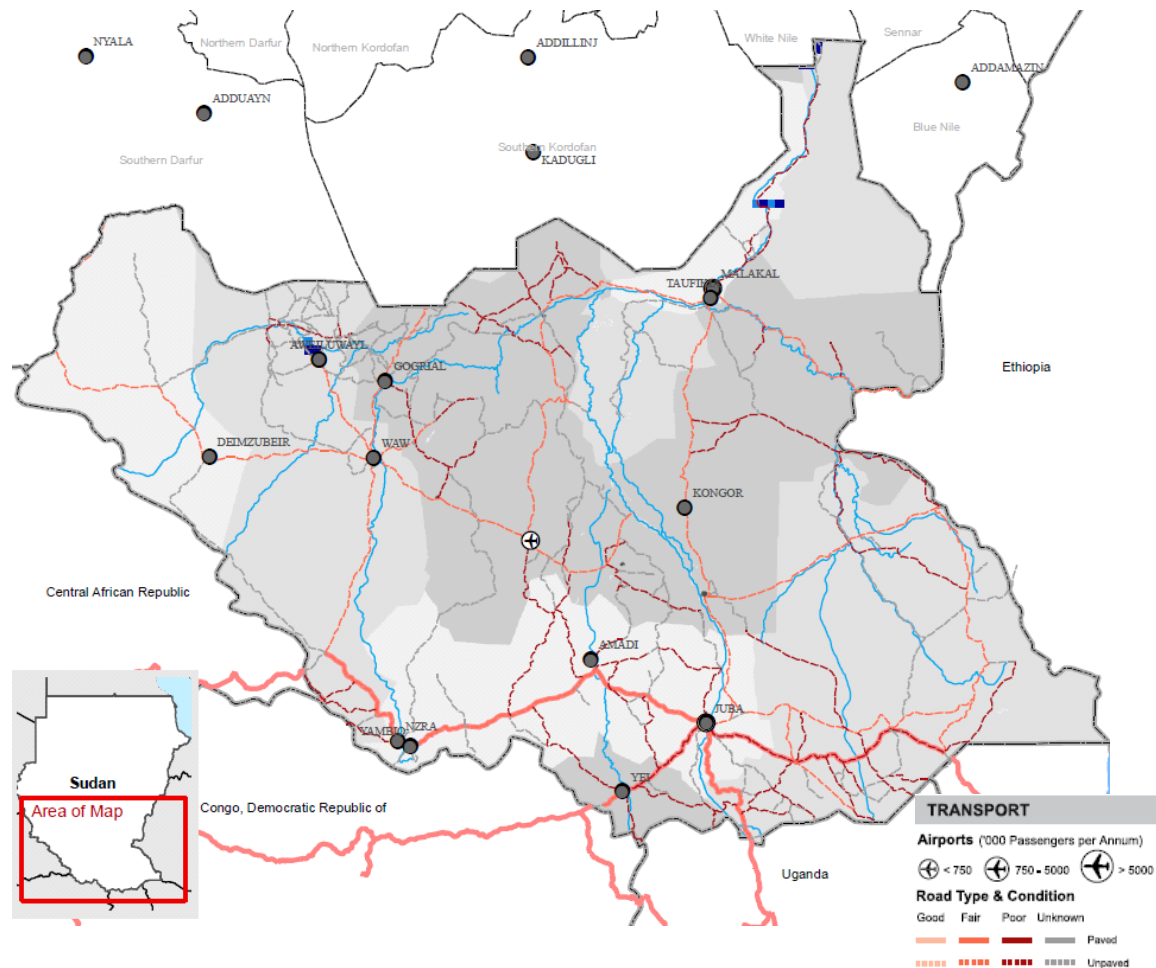 NYALA
Northern Darfur
Northern Kordofan
ADDILLINJ
White Nile
Sennar
ADDAMAZIN
ADDUAYN
Blue Nile
Southern Darfur
Southern Kordofan
KADUGLI
MALAKAL
Ethiopia
GOGRIAL
DEIMZUBEIR
WAW
KONGOR
Central African Republic
AMADI
JUBA
NZRA
YAMBIO
YEI
Sudan
Area of Map
Congo, Democratic Republic of
Uganda
TRANSPORT
Airports ('000 Passengers per Annum)
< 750 750 - 5000 > 5000
Road Type & Condition
Good Fair Poor Unknown
Paved
Unpaved